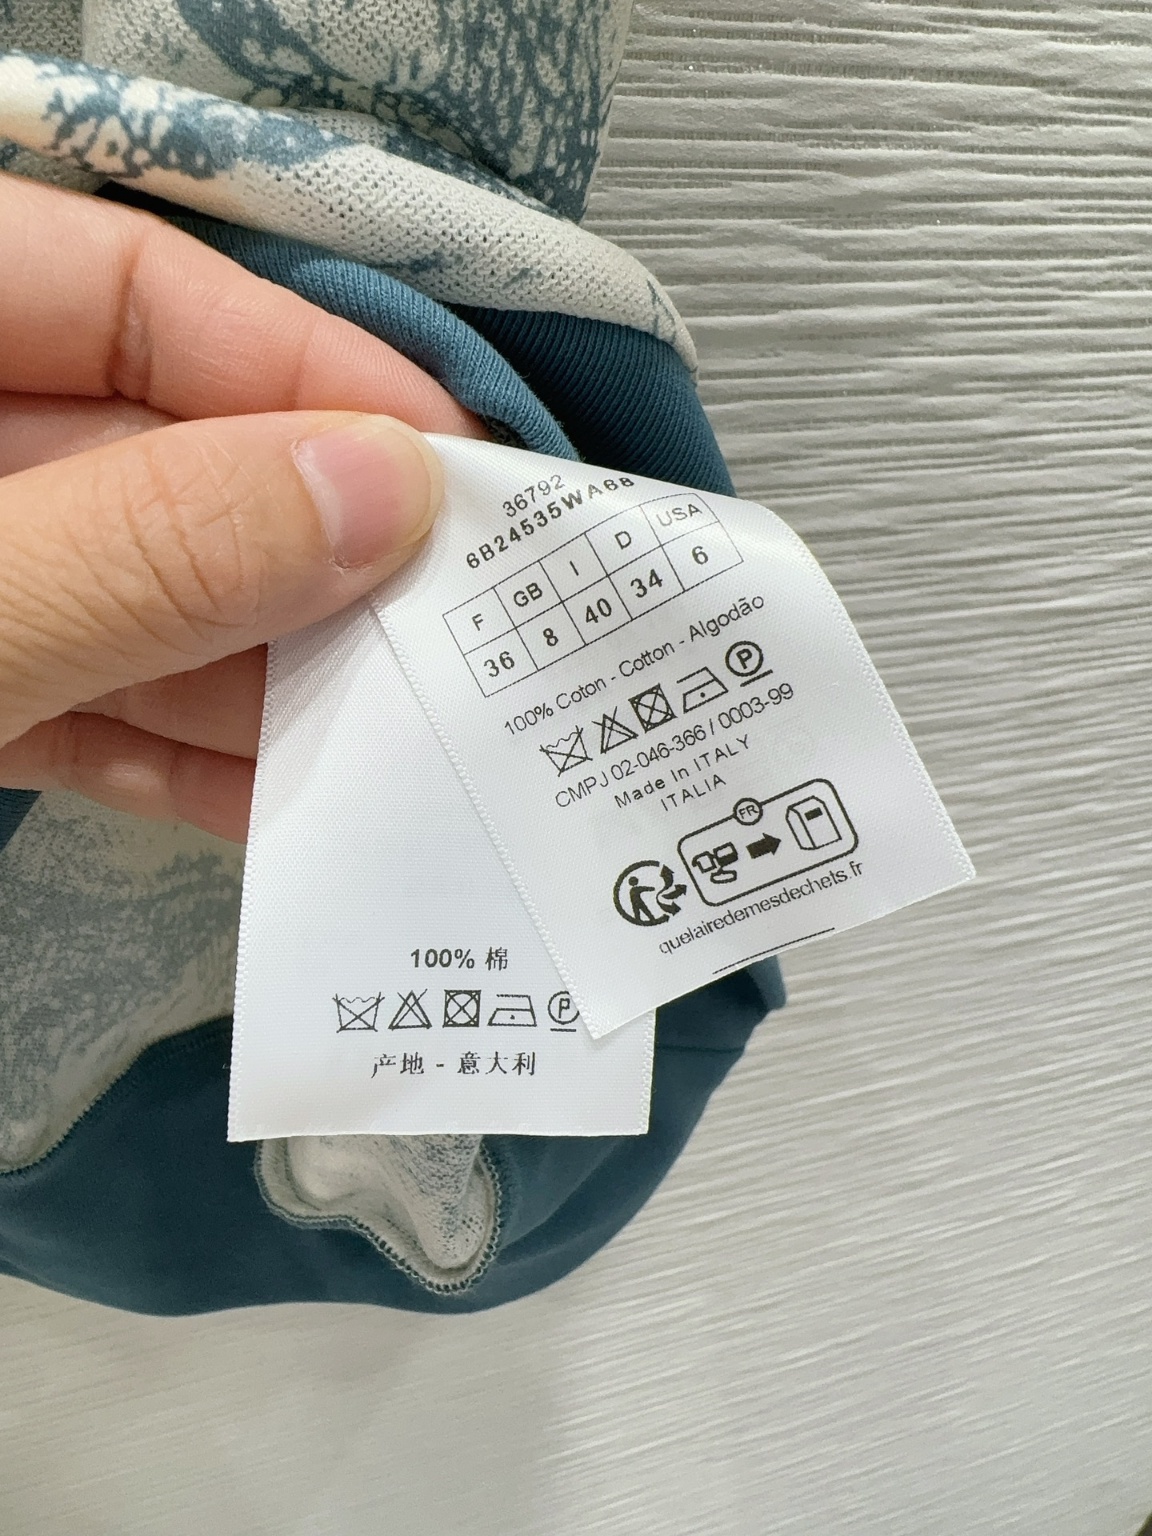 36792
6B24535WA68
F GB I D USA
36 8 40 34 6
100% Coton - Cotton - Algodão
P
CMPJ 02-046-366 / 0003-99
Made In ITALY
ITALIA
FR
quelairedemesdechets.fr
100% 棉
P
产地 - 意大利